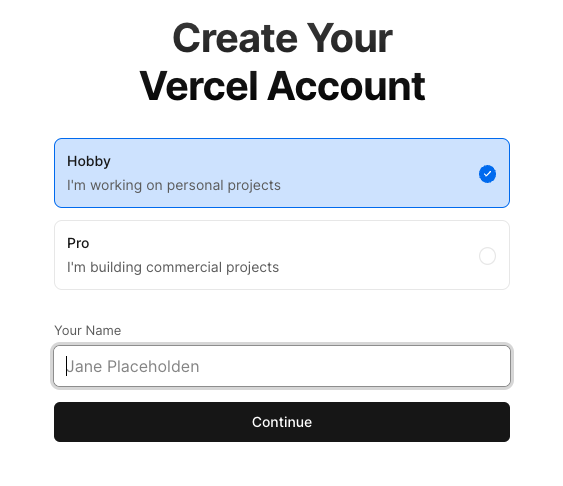 Create Your
Vercel Account
Hobby
I'm working on personal projects
Pro
I'm building commercial projects
Your Name
Jane Placeholden
Continue